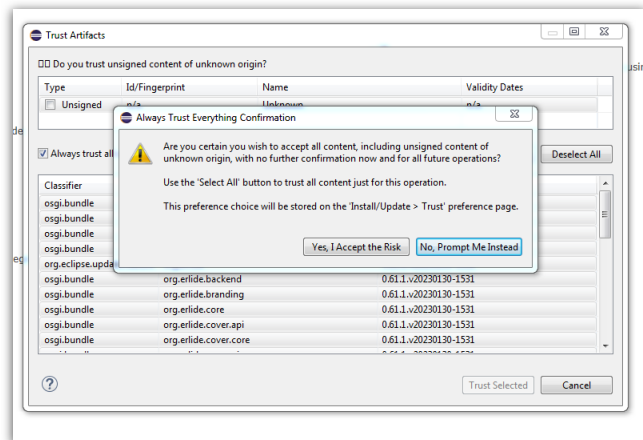 Trust Artifacts
Do you trust unsigned content of unknown origin?
Type Id/Fingerprint Name Validity Dates
Unsigned n/a Unknown n/a
Always Trust Everything Confirmation
Are you certain you wish to accept all content, including unsigned content of
unknown origin, with no further confirmation now and for all future operations?
Use the 'Select All' button to trust all content just for this operation.
This preference choice will be stored on the 'Install/Update > Trust' preference page.
Yes, I Accept the Risk No, Prompt Me Instead
Always trust all Deselect All
Classifier
osgi.bundle
osgi.bundle
osgi.bundle
osgi.bundle
org.eclipse.upda
osgi.bundle org.erlide.backend 0.61.1.v20230130-1531
osgi.bundle org.erlide.branding 0.61.1.v20230130-1531
osgi.bundle org.erlide.core 0.61.1.v20230130-1531
osgi.bundle org.erlide.cover.api 0.61.1.v20230130-1531
osgi.bundle org.erlide.cover.core 0.61.1.v20230130-1531
Trust Selected Cancel